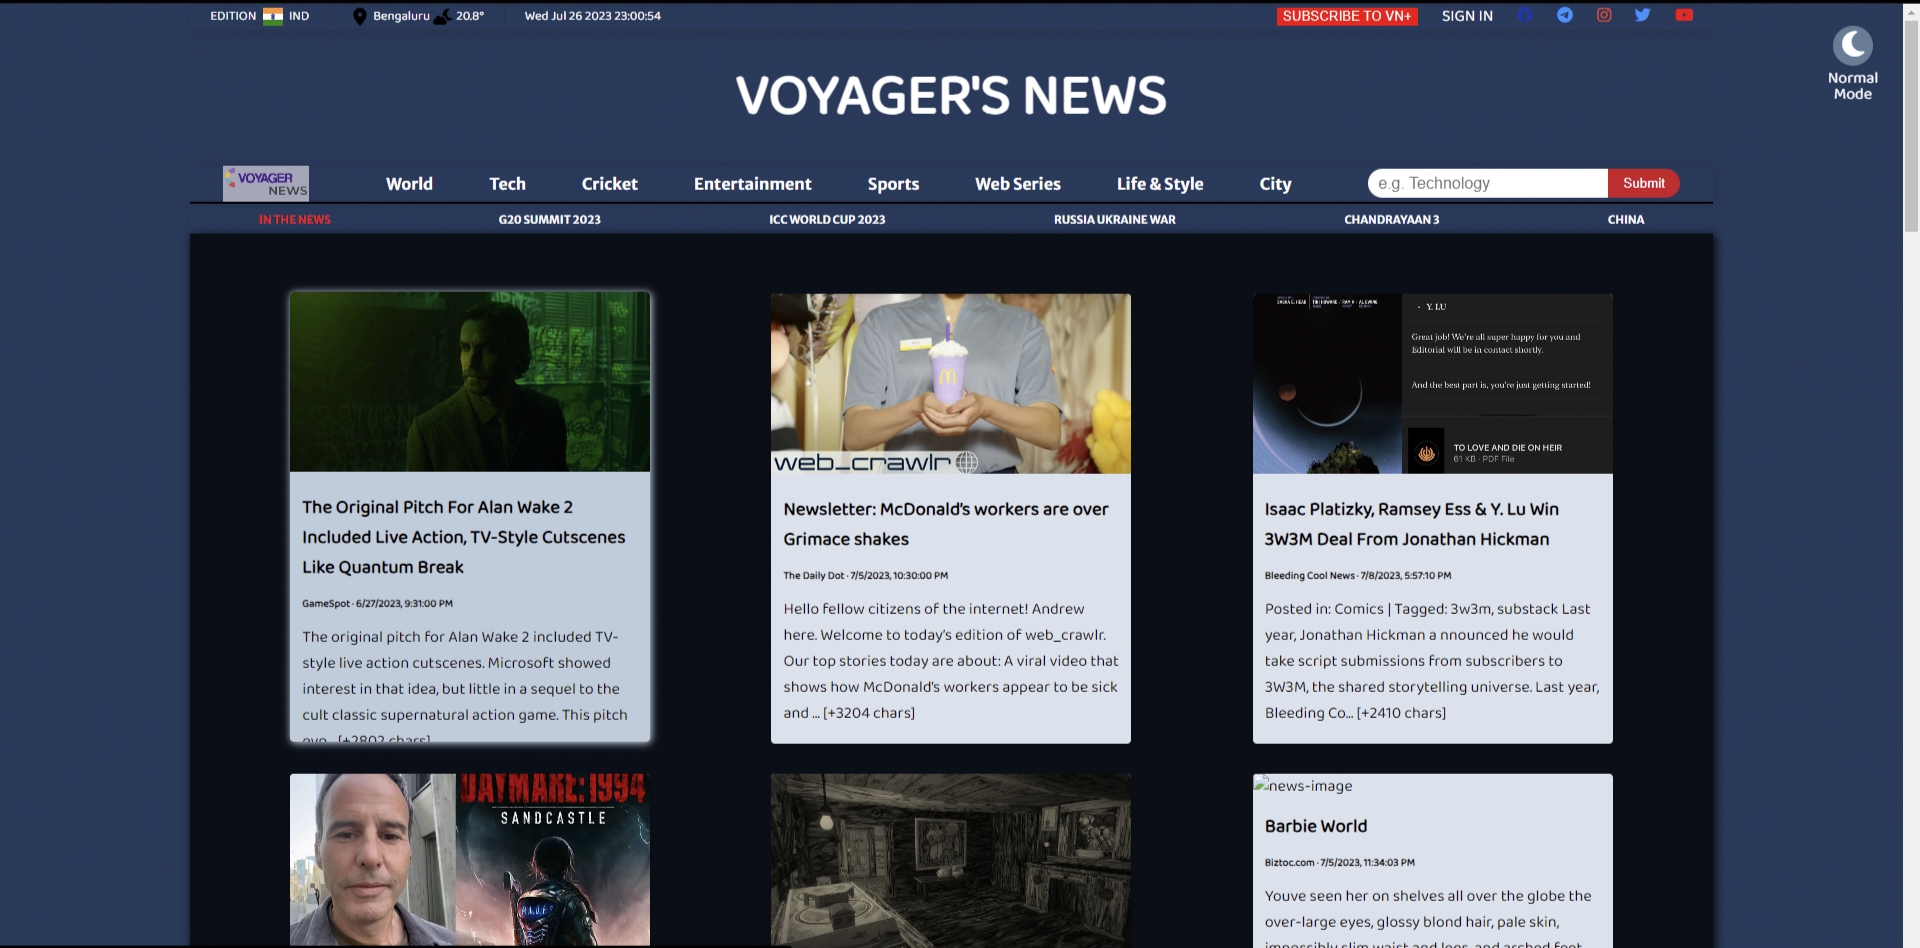 EDITION IND Bengaluru 20.8° Wed Jul 26 2023 23:00:54 SUBSCRIBE TO VN+ SIGN IN
Normal
Mode
VOYAGER'S NEWS
VOYAGER
NEWS
World Tech Cricket Entertainment Sports Web Series Life & Style City e.g. Technology Submit
IN THE NEWS G20 SUMMIT 2023 ICC WORLD CUP 2023 RUSSIA UKRAINE WAR CHANDRAYAAN 3 CHINA
The Original Pitch For Alan Wake 2
Included Live Action, TV-Style Cutscenes
Like Quantum Break
GameSpot · 6/27/2023, 9:31:00 PM
The original pitch for Alan Wake 2 included TV-
style live action cutscenes. Microsoft showed
interest in that idea, but little in a sequel to the
cult classic supernatural action game. This pitch
[+2802 chars]
web_crawlr
Newsletter: McDonald's workers are over
Grimace shakes
The Daily Dot · 7/5/2023, 10:30:00 PM
Hello fellow citizens of the internet! Andrew
here. Welcome to today's edition of web_crawlr.
Our top stories today are about: A viral video that
shows how McDonald's workers appear to be sick
and … [+3204 chars]
- Y. LU
Great job! We're all super happy for you and
Editorial will be in contact shortly.
And the best part is, you're just getting started!
TO LOVE AND DIE ON HEIR
61 KB · PDF File
Isaac Platizky, Ramsey Ess & Y. Lu Win
3W3M Deal From Jonathan Hickman
Bleeding Cool News · 7/8/2023, 5:57:10 PM
Posted in: Comics | Tagged: 3w3m, substack Last
year, Jonathan Hickman a nnounced he would
take script submissions from subscribers to
3W3M, the shared storytelling universe. Last year,
Bleeding Co… [+2410 chars]
DAYMARE: 1994
SANDCASTLE
news-image
Barbie World
Biztoc.com · 7/5/2023, 11:34:03 PM
Youve seen her on shelves all over the globe the
over-large eyes, glossy blond hair, pale skin,
impossibly slim waist and legs, and arched feet